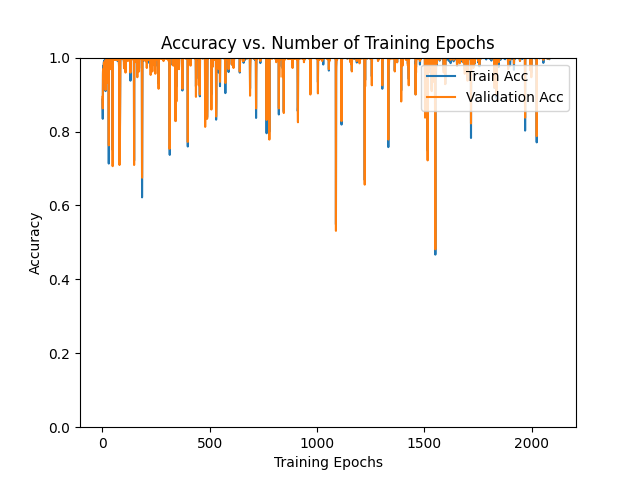 Accuracy vs. Number of Training Epochs
1.0
0.8
0.6
0.4
0.2
0.0
Accuracy
Train Acc
Validation Acc
0
500
1000
1500
2000
Training Epochs